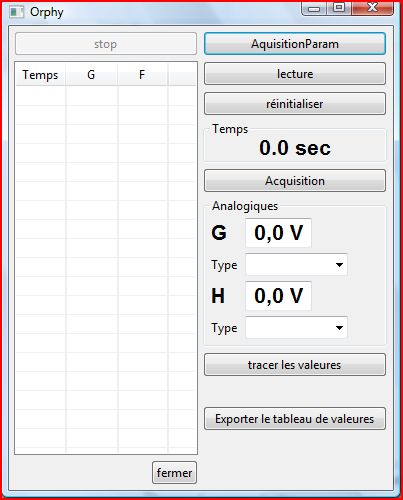 Orphy
stop
AquisitionParam
Temps G F
lecture
réinitialiser
Temps
0.0 sec
Acquisition
Analogiques
G 0,0 V
Type
H 0,0 V
Type
tracer les valeures
Exporter le tableau de valeures
fermer